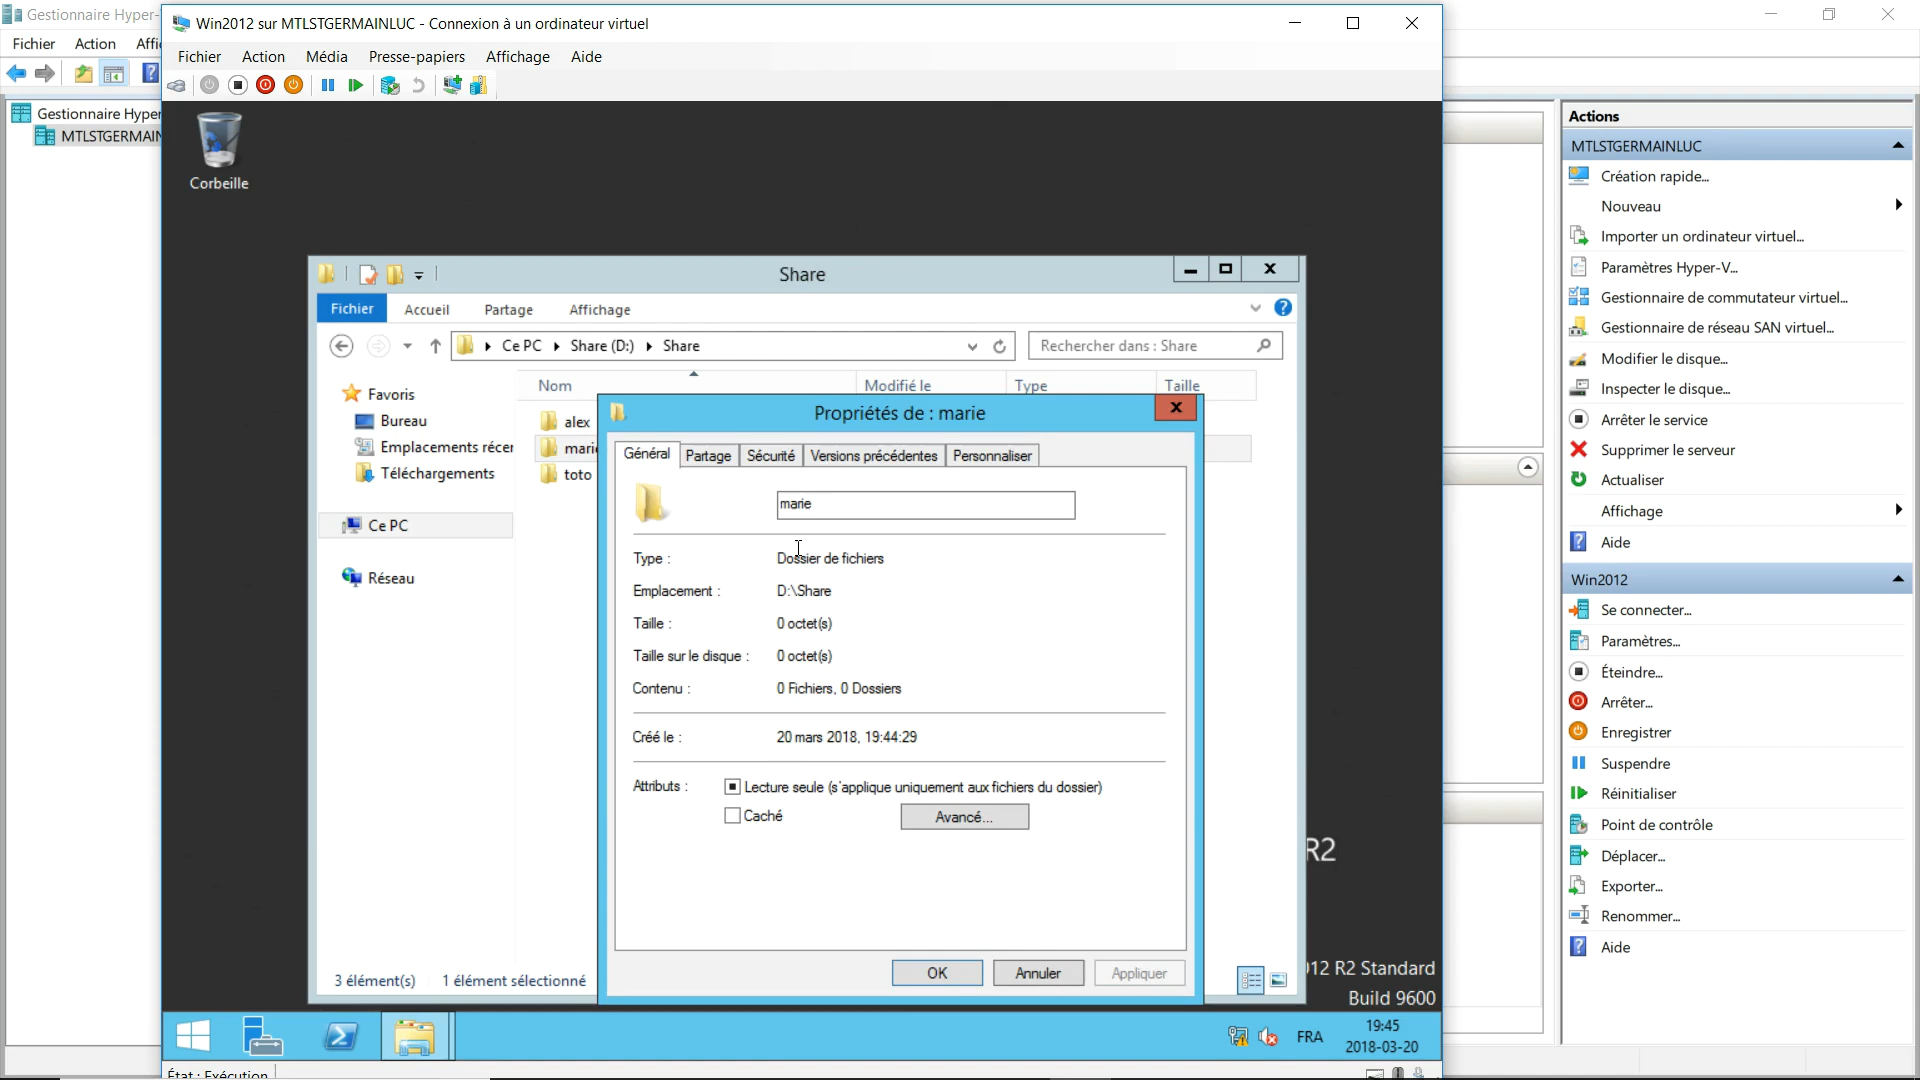 Gestionnaire Hyper-
Fichier Action Affi
Gestionnaire Hyper
MTLSTGERMAIN
Win2012 sur MTLSTGERMAINLUC - Connexion à un ordinateur virtuel
Fichier Action Média Presse-papiers Affichage Aide
Corbeille
Share
Fichier Accueil Partage Affichage
Ce PC Share (D:) Share
Rechercher dans : Share
Favoris
Bureau
Emplacements récer
Téléchargements
Ce PC
Réseau
Nom Modifié le Type Taille
alex
marie
toto
3 élément(s) 1 élément sélectionné
Propriétés de : marie
Général Partage Sécurité Versions précédentes Personnaliser
marie
Type : Dossier de fichiers
Emplacement : D:\Share
Taille : 0 octet(s)
Taille sur le disque : 0 octet(s)
Contenu : 0 Fichiers, 0 Dossiers
Créé le : 20 mars 2018, 19:44:29
Attributs : Lecture seule (s'applique uniquement aux fichiers du dossier)
Caché Avancé...
OK Annuler Appliquer
R2
12 R2 Standard
Build 9600
FRA
19:45
2018-03-20
État : Exécution
Actions
MTLSTGERMAINLUC
Création rapide...
Nouveau
Importer un ordinateur virtuel...
Paramètres Hyper-V...
Gestionnaire de commutateur virtuel...
Gestionnaire de réseau SAN virtuel...
Modifier le disque...
Inspecter le disque...
Arrêter le service
Supprimer le serveur
Actualiser
Affichage
Aide
Win2012
Se connecter...
Paramètres...
Éteindre...
Arrêter...
Enregistrer
Suspendre
Réinitialiser
Point de contrôle
Déplacer...
Exporter...
Renommer...
Aide